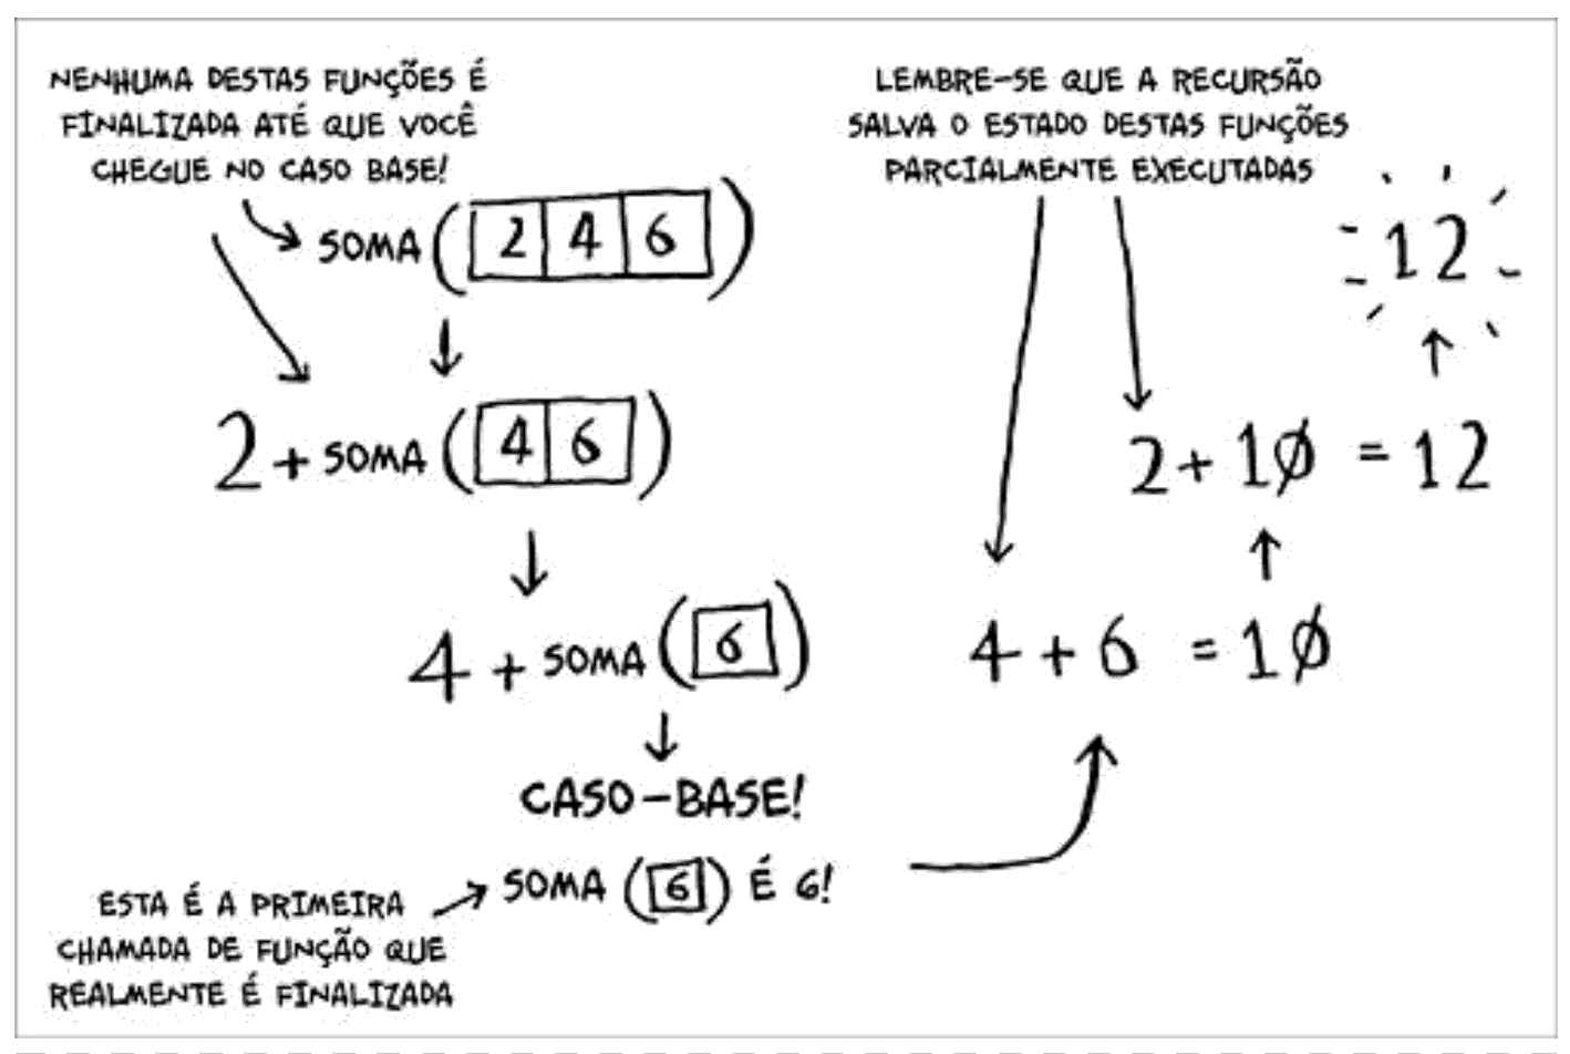 NENHUMA DESTAS FUNÇÕES É
FINALIZADA ATÉ QUE VOCÊ
CHEGUE NO CASO BASE!
SOMA ( 2 4 6 )
2 + SOMA ( 4 6 )
4 + SOMA ( 6 )
CASO-BASE!
SOMA ( 6 ) É 6!
ESTA É A PRIMEIRA
CHAMADA DE FUNÇÃO QUE
REALMENTE É FINALIZADA
LEMBRE-SE QUE A RECURSÃO
SALVA O ESTADO DESTAS FUNÇÕES
PARCIALMENTE EXECUTADAS
12
2 + 10 = 12
4 + 6 = 10